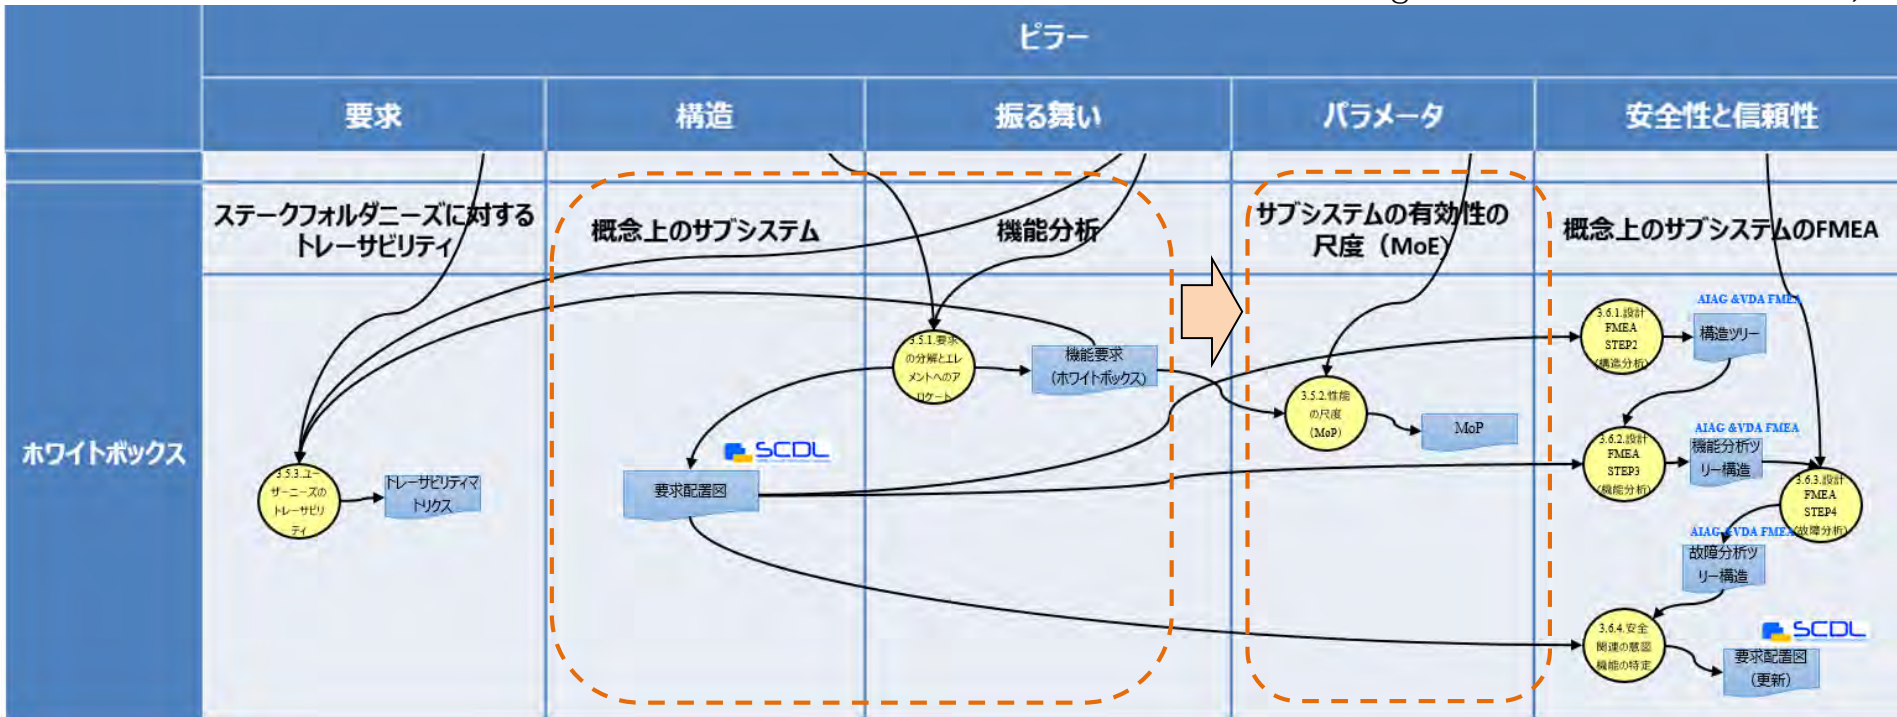 ピラー
要求
構造
振る舞い
パラメータ
安全性と信頼性
ホワイトボックス
ステークフォルダニーズに対する
トレーサビリティ
概念上のサブシステム
機能分析
サブシステムの有効性の
尺度（MoE）
概念上のサブシステムのFMEA
3.5.3.ユー
ザーニーズの
トレーサビリ
ティ
トレーサビリティマ
トリクス
SCDL
要求配置図
3.5.1.要求
の分解とエレ
メントへのア
ロケート
機能要求
（ホワイトボックス）
3.5.2.性能
の尺度
（MoP）
MoP
3.6.1.設計
FMEA
STEP2
（構造分析）
AIAG &VDA FMEA
構造ツリー
3.6.2.設計
FMEA
STEP3
（機能分析）
AIAG &VDA FMEA
機能分析ツ
リー構造
3.6.3.設計
FMEA
STEP4
（故障分析）
AIAG &VDA FMEA
故障分析ツ
リー構造
3.6.4.安全
関連の意図
機能の特定
SCDL
要求配置図
（更新）